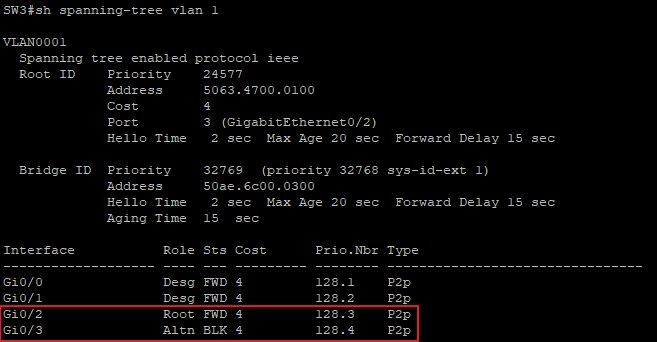 SW3#sh spanning-tree vlan 1
VLAN0001
  Spanning tree enabled protocol ieee
  Root ID    Priority    24577
             Address     5063.4700.0100
             Cost        4
             Port        3 (GigabitEthernet0/2)
             Hello Time   2 sec  Max Age 20 sec  Forward Delay 15 sec
  Bridge ID  Priority    32769  (priority 32768 sys-id-ext 1)
             Address     50ae.6c00.0300
             Hello Time   2 sec  Max Age 20 sec  Forward Delay 15 sec
             Aging Time  15  sec
Interface           Role Sts Cost      Prio.Nbr Type
------------------- ---- --- --------- -------- --------------------------------
Gi0/0               Desg FWD 4         128.1    P2p
Gi0/1               Desg FWD 4         128.2    P2p
Gi0/2               Root FWD 4         128.3    P2p
Gi0/3               Altn BLK 4         128.4    P2p